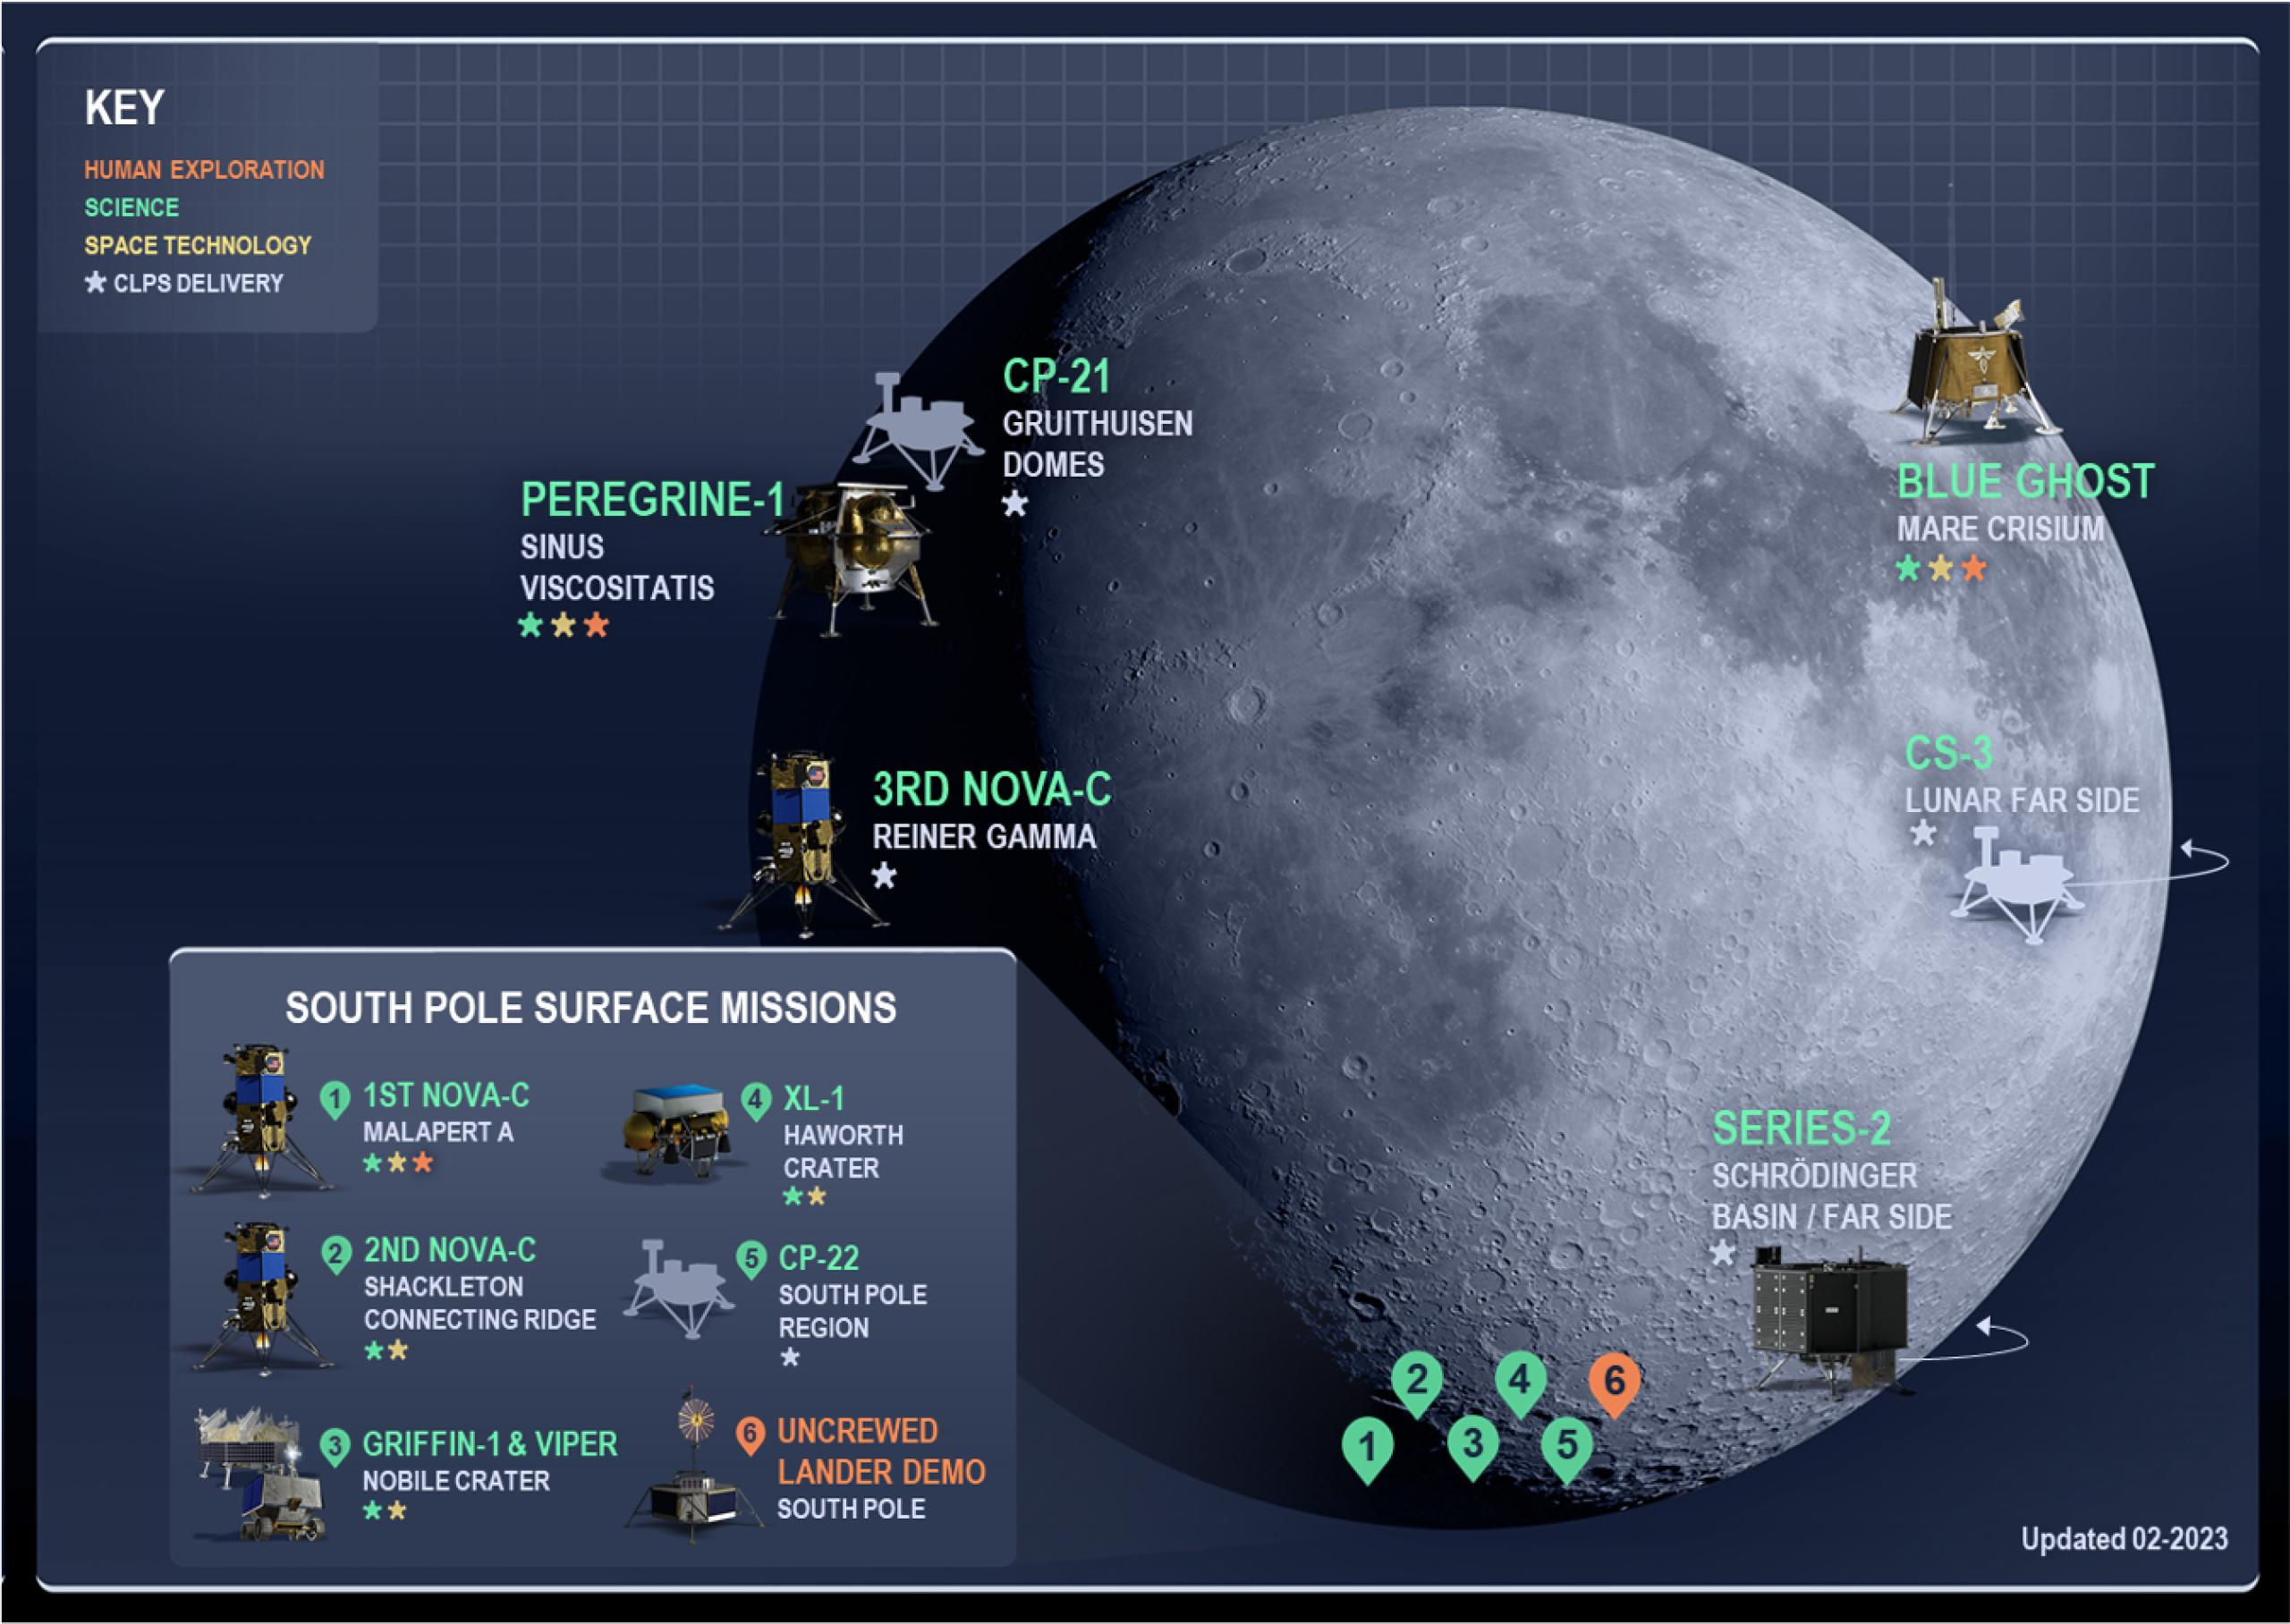 KEY
HUMAN EXPLORATION
SCIENCE
SPACE TECHNOLOGY
CLPS DELIVERY
CP-21
GRUITHUISEN
DOMES
PEREGRINE-1
SINUS
VISCOSITATIS
BLUE GHOST
MARE CRISIUM
3RD NOVA-C
REINER GAMMA
CS-3
LUNAR FAR SIDE
SERIES-2
SCHRÖDINGER
BASIN / FAR SIDE
SOUTH POLE SURFACE MISSIONS
1 1ST NOVA-C
MALAPERT A
2 2ND NOVA-C
SHACKLETON
CONNECTING RIDGE
3 GRIFFIN-1 & VIPER
NOBILE CRATER
4 XL-1
HAWORTH
CRATER
5 CP-22
SOUTH POLE
REGION
6 UNCREWED
LANDER DEMO
SOUTH POLE
2 4 6
1 3 5
Updated 02-2023